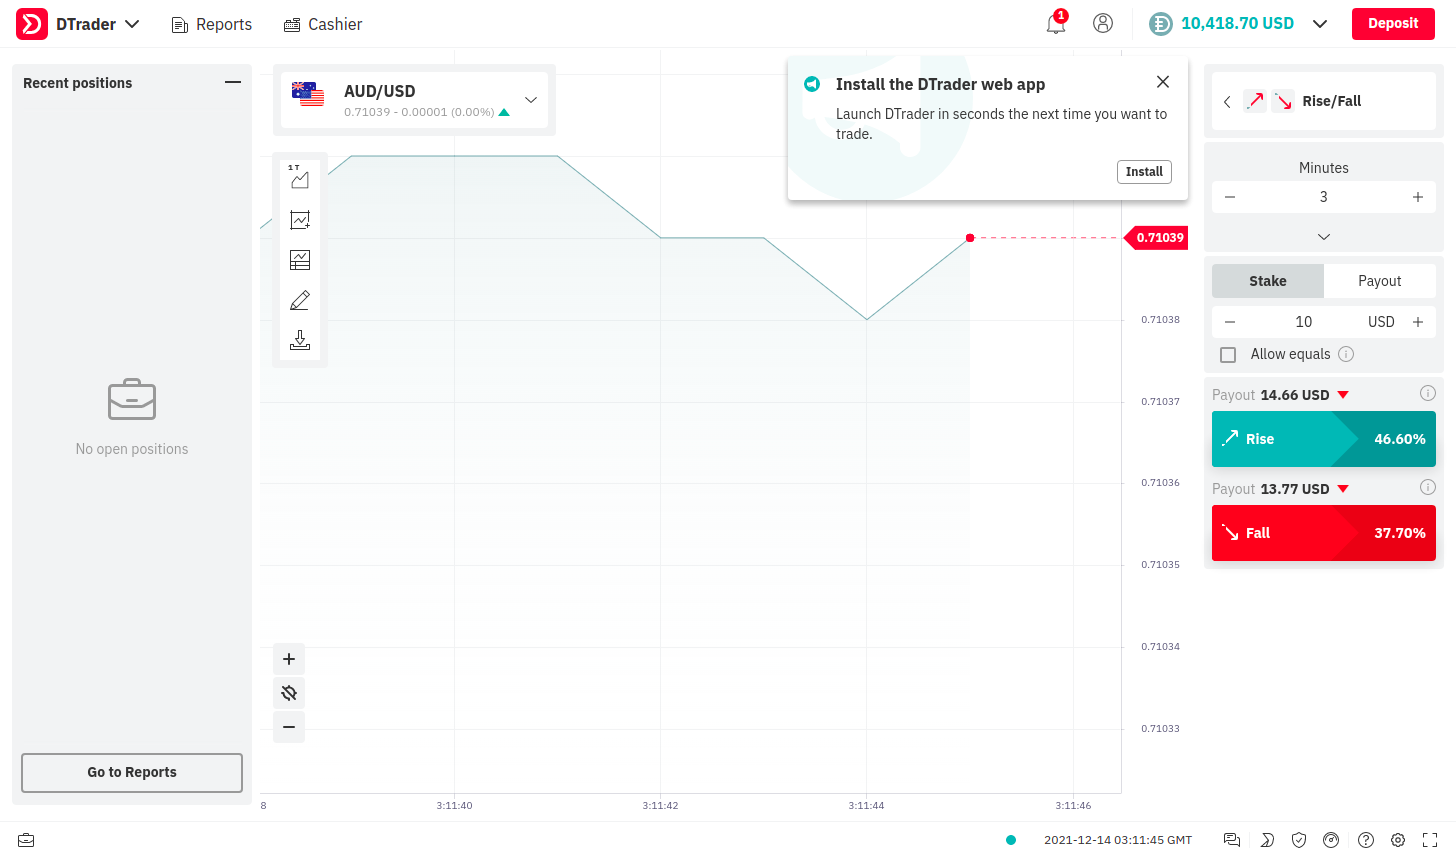 DTrader
Reports
Cashier
1
10,418.70 USD
Deposit
Recent positions
No open positions
Go to Reports
AUD/USD
0.71039 - 0.00001 (0.00%)
1 T
Install the DTrader web app
Launch DTrader in seconds the next time you want to
trade.
Install
0.71039
0.71038
0.71037
0.71036
0.71035
0.71034
0.71033
8
3:11:40
3:11:42
3:11:44
3:11:46
Rise/Fall
Minutes
3
Stake
Payout
10
USD
Allow equals
Payout 14.66 USD
Rise
46.60%
Payout 13.77 USD
Fall
37.70%
2021-12-14 03:11:45 GMT